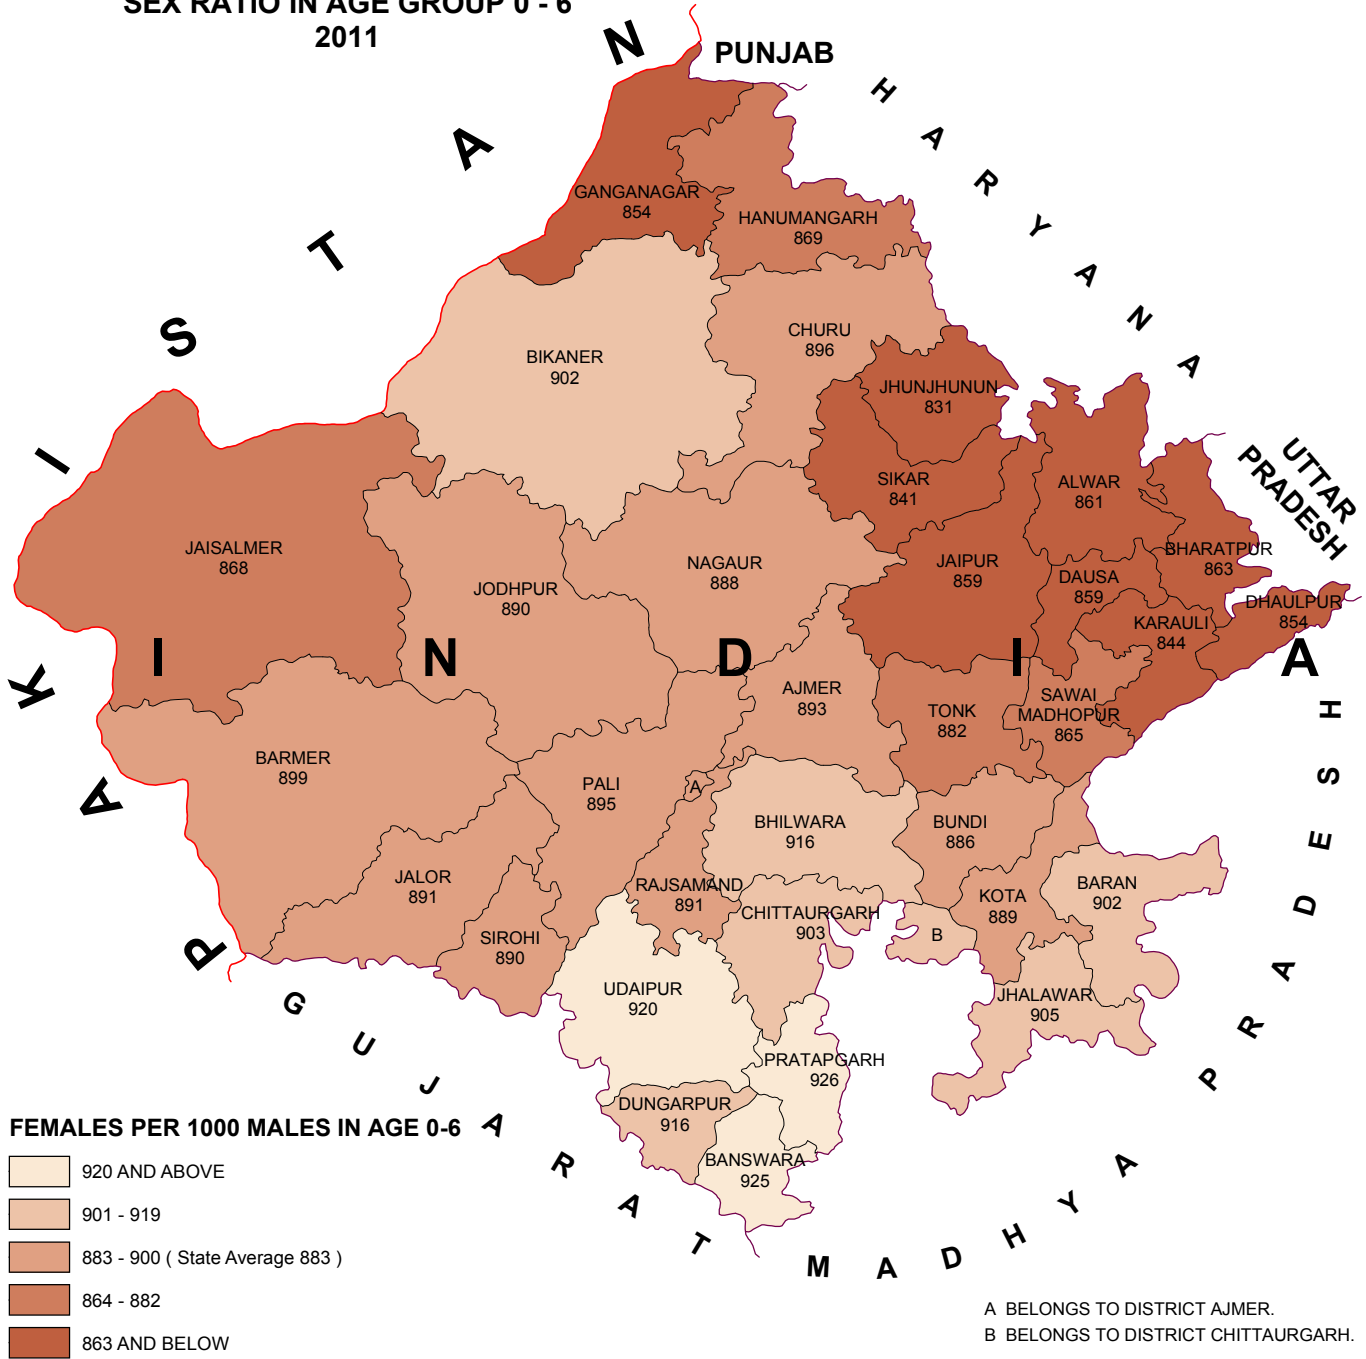 SEX RATIO IN AGE GROUP 0 - 6
2011
PAKISTAN
PUNJAB
HARYANA
UTTAR
PRADESH
MADHYA PRADESH
GUJARAT
INDIA
GANGANAGAR
854
HANUMANGARH
869
CHURU
896
BIKANER
902
JHUNJHUNUN
831
SIKAR
841
ALWAR
861
JAISALMER
868
JODHPUR
890
NAGAUR
888
JAIPUR
859
DAUSA
859
BHARATPUR
863
DHAULPUR
854
KARAULI
844
SAWAI
MADHOPUR
865
AJMER
893
TONK
882
BARMER
899
PALI
895
A
BHILWARA
916
BUNDI
886
JALOR
891
RAJSAMAND
891
CHITTAURGARH
903
B
KOTA
889
BARAN
902
SIROHI
890
UDAIPUR
920
JHALAWAR
905
PRATAPGARH
926
DUNGARPUR
916
BANSWARA
925
FEMALES PER 1000 MALES IN AGE 0-6
920 AND ABOVE
901 - 919
883 - 900 ( State Average 883 )
864 - 882
863 AND BELOW
A BELONGS TO DISTRICT AJMER.
B BELONGS TO DISTRICT CHITTAURGARH.